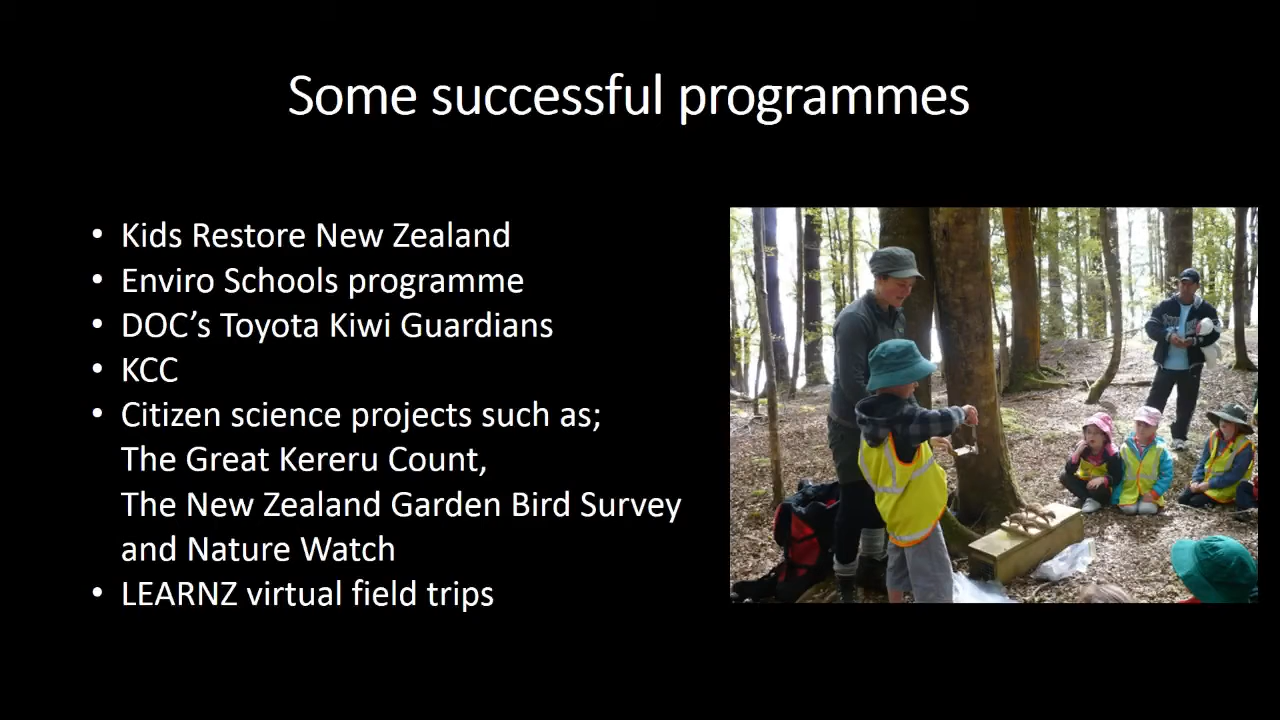 Some successful programmes
• Kids Restore New Zealand
• Enviro Schools programme
• DOC’s Toyota Kiwi Guardians
• KCC
• Citizen science projects such as;
The Great Kereru Count,
The New Zealand Garden Bird Survey
and Nature Watch
• LEARNZ virtual field trips